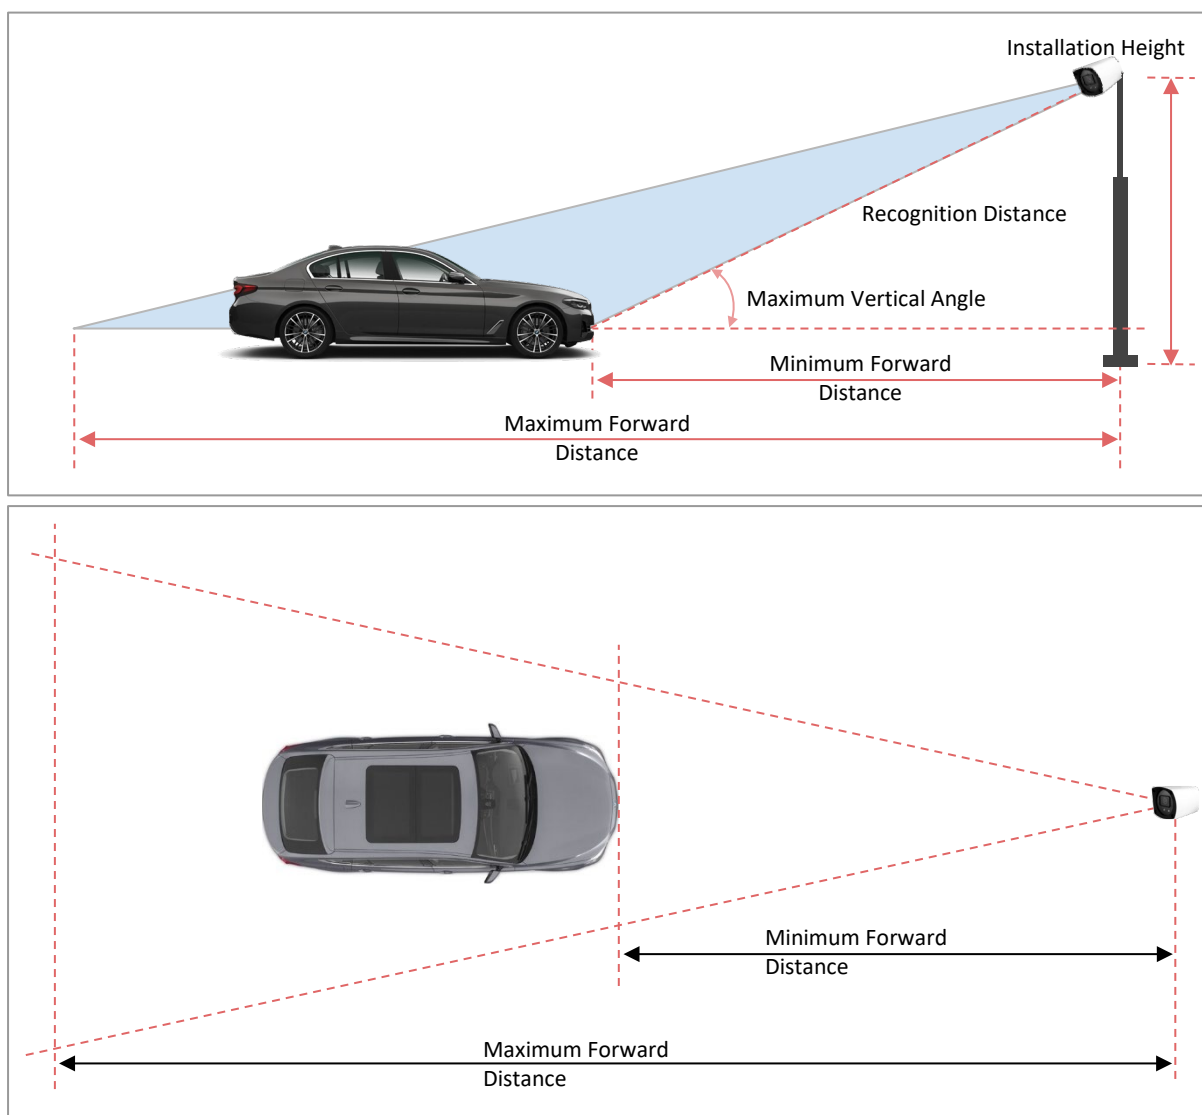 Installation Height
Recognition Distance
Maximum Vertical Angle
Minimum Forward
Distance
Maximum Forward
Distance
Minimum Forward
Distance
Maximum Forward
Distance